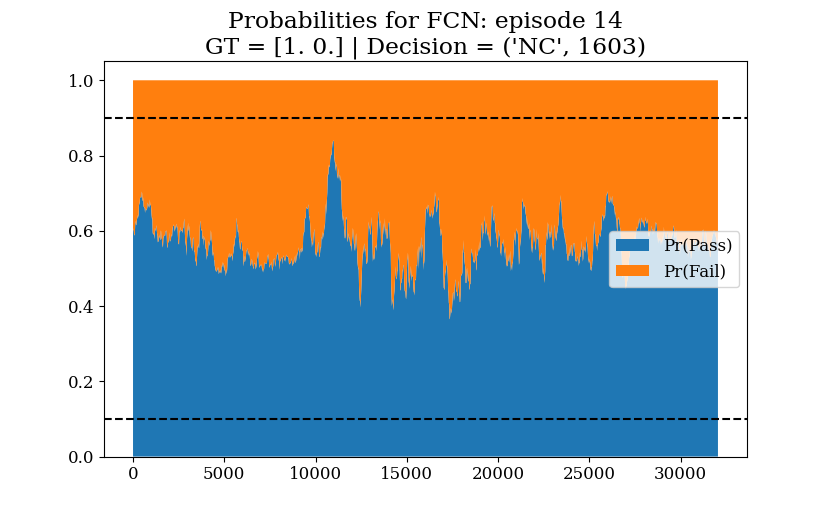 Probabilities for FCN: episode 14
GT = [1. 0.] | Decision = ('NC', 1603)
1.0
0.8
0.6
0.4
0.2
0.0
Pr(Pass)
Pr(Fail)
0 5000 10000 15000 20000 25000 30000